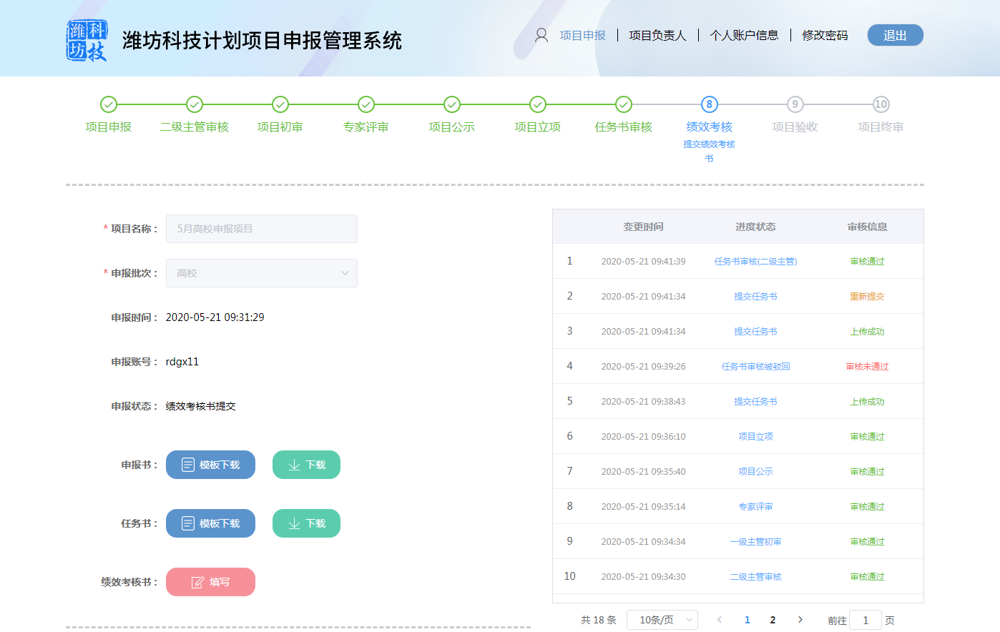 科技
潍坊
潍坊科技计划项目申报管理系统
项目申报 项目负责人 个人账户信息 修改密码 退出
8 9 10
项目申报 二级主管审核 项目初审 专家评审 项目公示 项目立项 任务书审核 绩效考核 项目验收 项目终审
提交绩效考核
书
* 项目名称： 5月高校申报项目
* 申报批次： 高校
申报时间： 2020-05-21 09:31:29
申报账号： rdgx11
申报状态： 绩效考核书提交
申报书： 模板下载 下载
任务书： 模板下载 下载
绩效考核书： 填写
变更时间 进度状态 审核信息
1 2020-05-21 09:41:39 任务书审核(二级主管) 审核通过
2 2020-05-21 09:41:34 提交任务书 重新提交
3 2020-05-21 09:41:34 提交任务书 上传成功
4 2020-05-21 09:39:26 任务书审核被驳回 审核未通过
5 2020-05-21 09:38:43 提交任务书 上传成功
6 2020-05-21 09:36:10 项目立项 审核通过
7 2020-05-21 09:35:40 项目公示 审核通过
8 2020-05-21 09:35:14 专家评审 审核通过
9 2020-05-21 09:34:34 一级主管初审 审核通过
10 2020-05-21 09:34:30 二级主管审核 审核通过
共 18 条 10条/页 < 1 2 > 前往 1 页